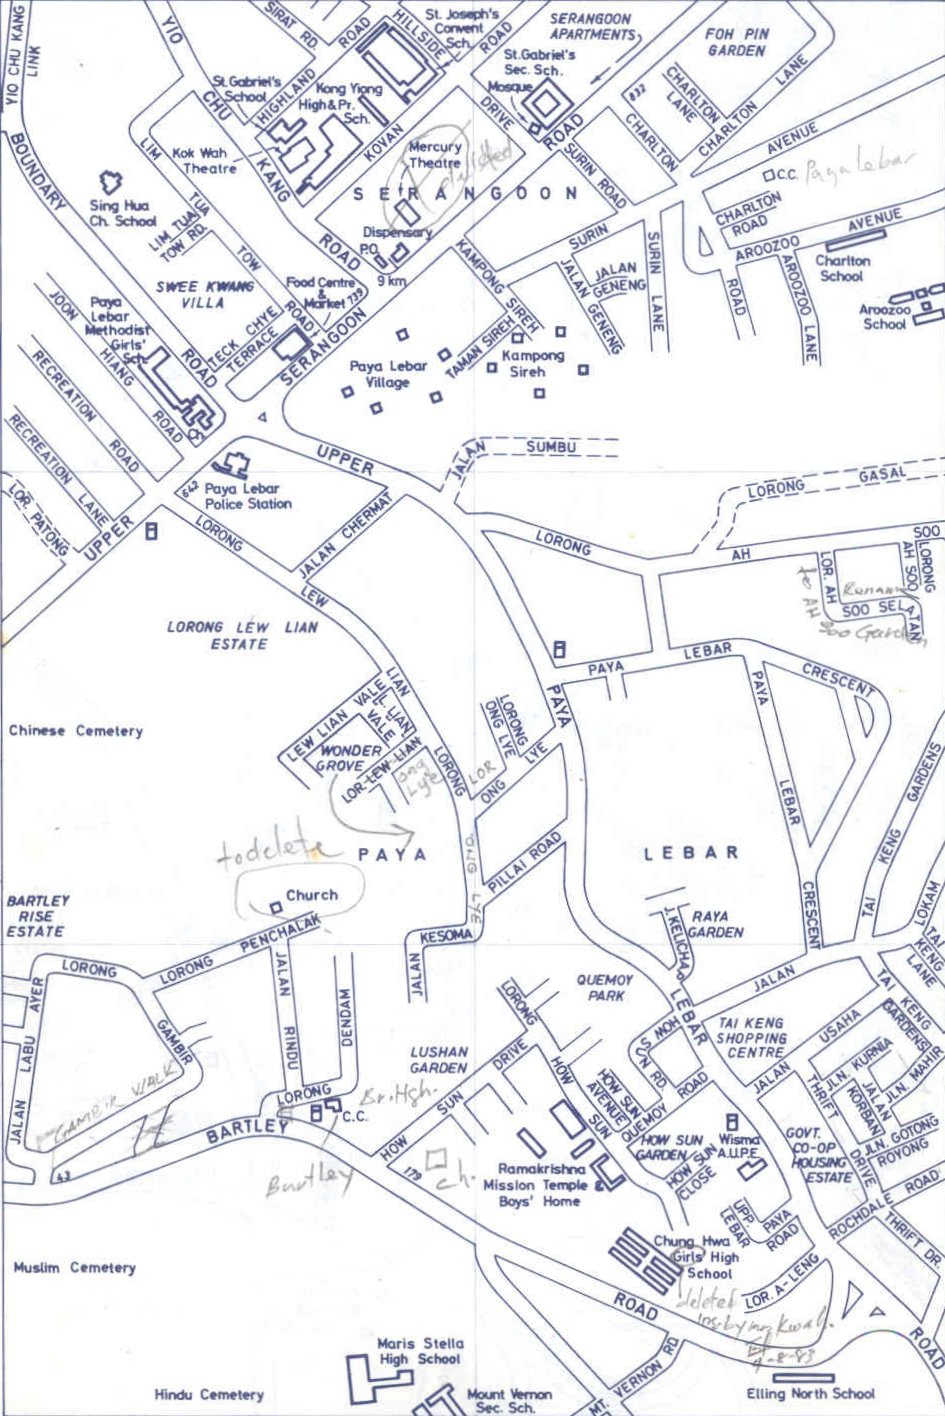 YIO CHU KANG
LINK
YIO
CHU
KANG
ROAD
SIRAT RD.
ROAD
HILLSIDE
St. Joseph's
Convent
Sch.
ROAD
SERANGOON
APARTMENTS
FOH PIN
GARDEN
St. Gabriel's
School
HIGHLAND
Kong Yiong
High & Pr.
Sch.
St. Gabriel's
Sec. Sch.
Mosque
DRIVE
ROAD
832
CHARLTON
LANE
CHARLTON
CHARLTON LANE
AVENUE
BOUNDARY
LIM
TUA
TOW
ROAD
Kok Wah
Theatre
KOVAN
Mercury
Theatre
SURIN ROAD
C.C. Paya Lebar
SERANGOON
Sing Hua
Ch. School
LIM TUA
TOW RD.
Dispensary
P.O.
9 km
CHARLTON
ROAD
AROOZOO
AVENUE
Charlton
School
KAMPONG SIREH
SURIN
SURIN LANE
JALAN
GENENG
JALAN GENENG
ROAD
AROOZOO LANE
Aroozoo
School
SWEE KWANG
VILLA
Food Centre
&
Market
739
TECK CHYE
TERRACE
SERANGOON
ROAD
JOON
HIANG
ROAD
Paya
Lebar
Methodist
Girls'
Sch.
Paya Lebar
Village
TAMAN SIREH
Kampong
Sireh
RECREATION
ROAD
RECREATION LANE
LOR. PATONG
UPPER
UPPER
642
Paya Lebar
Police Station
JALAN
SUMBU
LORONG
GASAL
LORONG
JALAN CHERMAT
LORONG
AH
SOO
LEW
LOR. AH
SOO SELATAN
LORONG
AH SOO
to AH
Soo Garden
LORONG LEW LIAN
ESTATE
LIAN
PAYA
LEBAR
CRESCENT
PAYA
PAYA
LEBAR
CRESCENT
Chinese Cemetery
LEW LIAN VALE
L. LIAN
VALE
WONDER
GROVE
LOR. LEW LIAN
ong
Lye
LORONG
ONG LYE
LORONG
ONG LYE
LOR
ONG LYE
PILLAI ROAD
TAI
KENG
GARDENS
to delete
PAYA
LEBAR
BARTLEY
RISE
ESTATE
Church
LORONG PENCHALAK
KESOMA
JALAN
J. KELICHAP
RAYA
GARDEN
LOKAM
TAI
KENG
LANE
LORONG
GAMBIR
JALAN LABU AYER
JALAN RINDU
DENDAM
LORONG
LUSHAN
GARDEN
LORONG
HOW
SUN
QUEMOY
PARK
LEBAR
JALAN
USAHA
TAI KENG
GARDENS
TAI KENG
SHOPPING
CENTRE
JALAN
HOW SUN RD.
HOW SUN
AVENUE
HOW SUN DRIVE
QUEMOY ROAD
JLN. KURNIA
JLN. MAHIR
JALAN
KORBAN
JLN. GOTONG
ROYONG
THRIFT
DRIVE
GAMBIR WALK
BARTLEY
C.C.
Bartley
43
179
Ch.
HOW SUN
GARDEN
HOW SUN
CLOSE
Wisma
A.U.P.E.
GOVT.
CO-OP
HOUSING
ESTATE
Ramakrishna
Mission Temple &
Boys' Home
UPP.
LEBAR
PAYA
ROAD
ROCHDALE
ROAD
THRIFT DR.
Muslim Cemetery
Chung Hwa
Girls' High
School
deleted
LOR. A-LENG
ROAD
ROAD
Maris Stella
High School
MT. VERNON RD.
Hindu Cemetery
Mount Vernon
Sec. Sch.
Elling North School